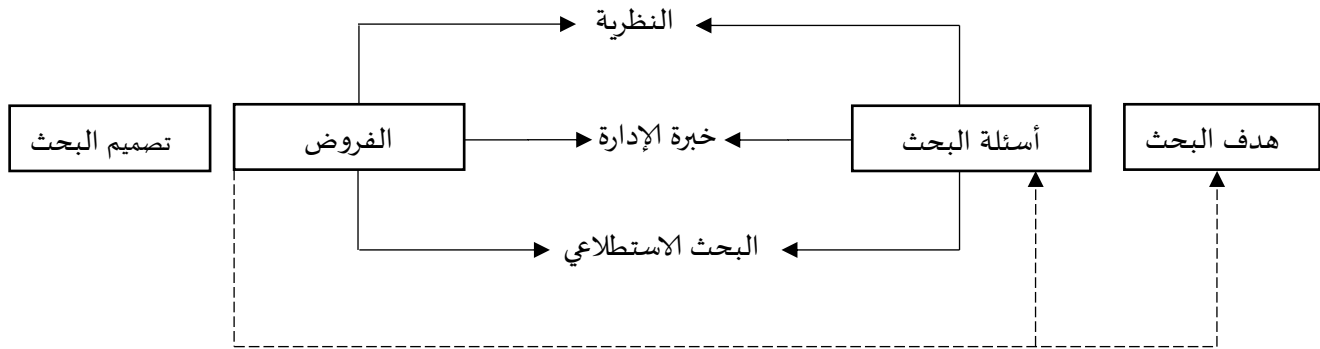 النظرية
هدف البحث
أسئلة البحث
خبرة الإدارة
الفروض
تصميم البحث
البحث الاستطلاعي